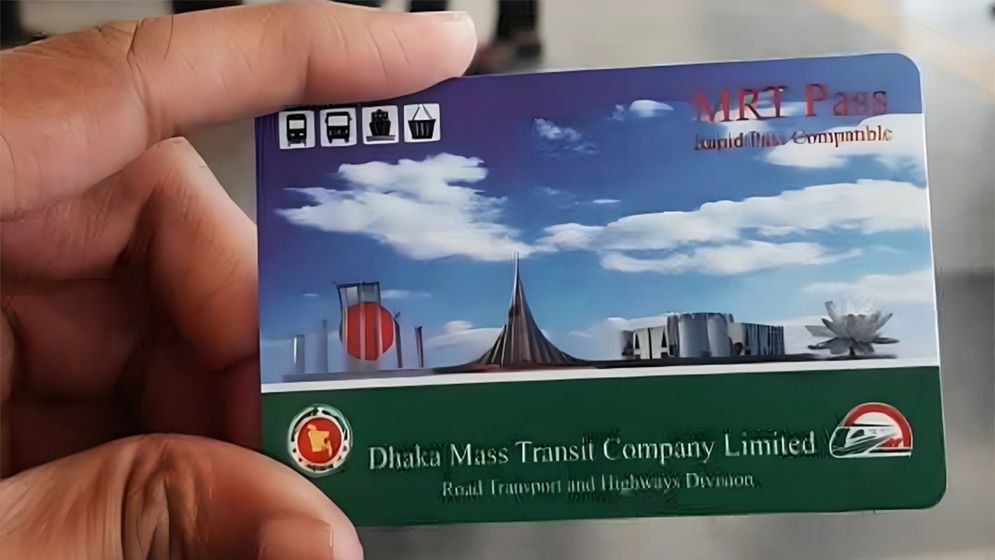 MRT Pass
Rapid Pass Compatible
Dhaka Mass Transit Company Limited
Road Transport and Highways Division